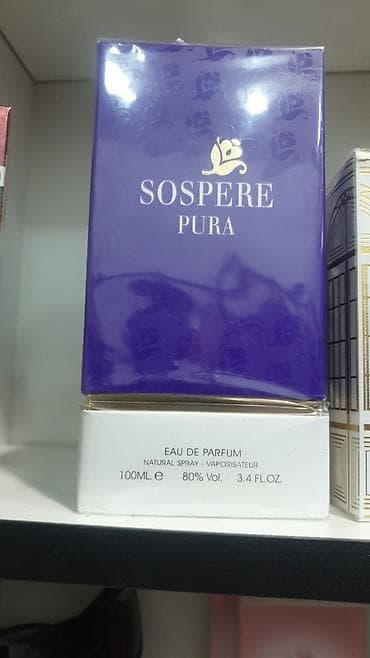 SOSPERE
PURA
EAU DE PARFUM
NATURAL SPRAY - VAPORISATEUR
100ML. e 80% Vol. 3.4 FL.OZ.